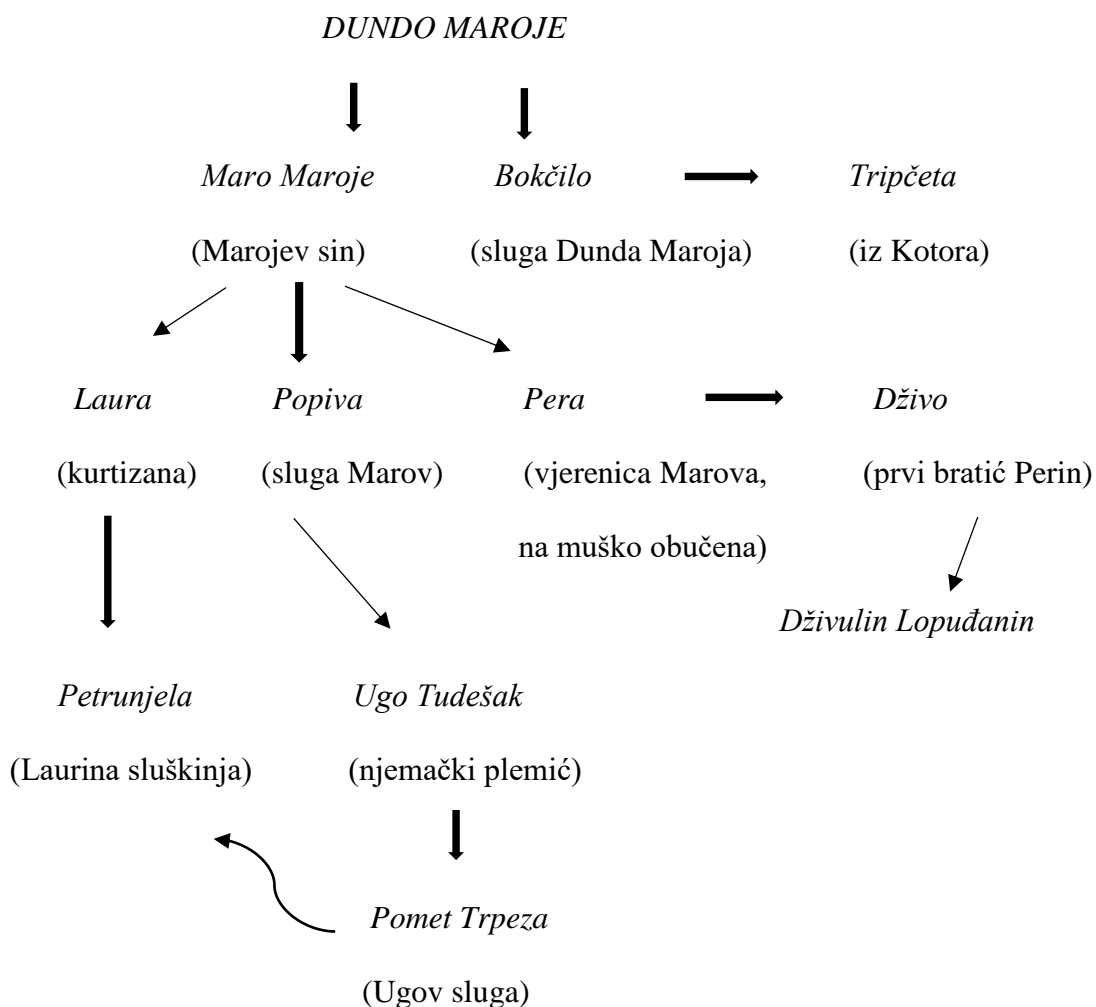 DUNDO MAROJE
Maro Maroje Bokčilo Tripčeta
(Marojev sin) (sluga Dunda Maroja) (iz Kotora)
Laura Popiva Pera Dživo
(kurtizana) (sluga Marov) (vjerenica Marova, (prvi bratić Perin)
na muško obučena)
Dživulin Lopuđanin
Petrunjela Ugo Tudešak
(Laurina sluškinja) (njemački plemić)
Pomet Trpeza
(Ugov sluga)